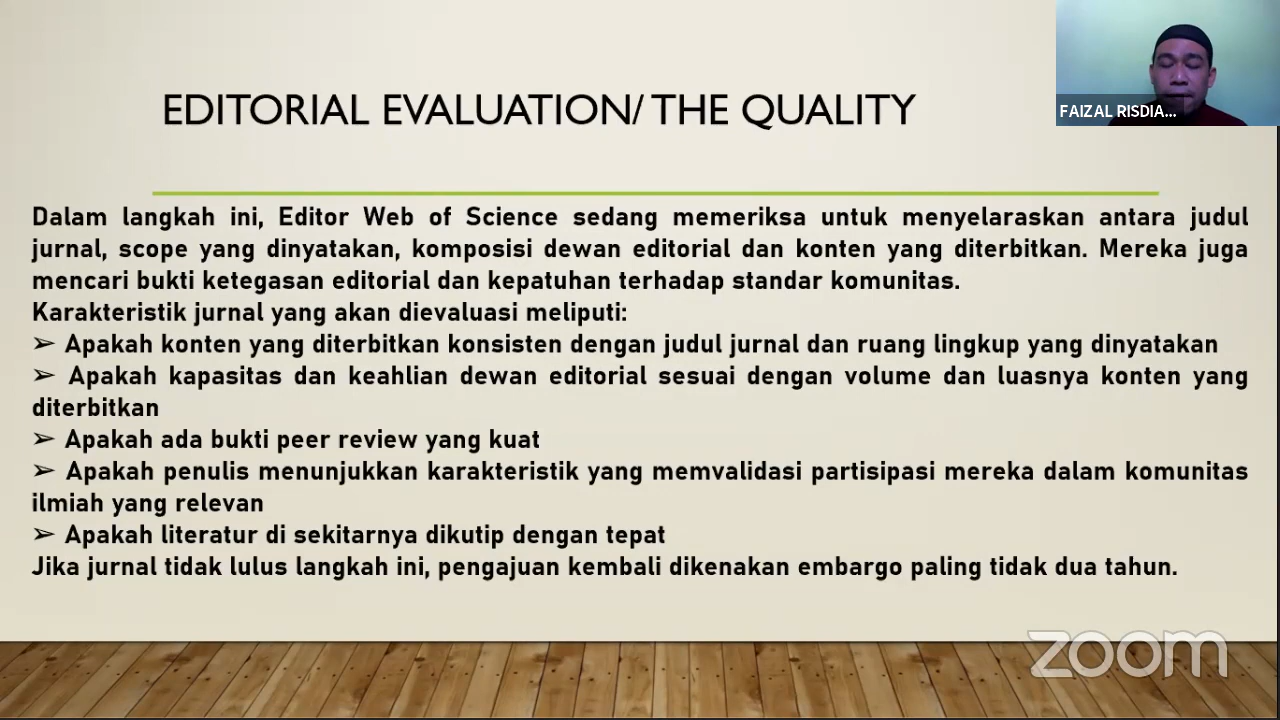 EDITORIAL EVALUATION/ THE QUALITY
FAIZAL RISDIA...
Dalam langkah ini, Editor Web of Science sedang memeriksa untuk menyelaraskan antara judul
jurnal, scope yang dinyatakan, komposisi dewan editorial dan konten yang diterbitkan. Mereka juga
mencari bukti ketegasan editorial dan kepatuhan terhadap standar komunitas.
Karakteristik jurnal yang akan dievaluasi meliputi:
➢ Apakah konten yang diterbitkan konsisten dengan judul jurnal dan ruang lingkup yang dinyatakan
➢ Apakah kapasitas dan keahlian dewan editorial sesuai dengan volume dan luasnya konten yang
diterbitkan
➢ Apakah ada bukti peer review yang kuat
➢ Apakah penulis menunjukkan karakteristik yang memvalidasi partisipasi mereka dalam komunitas
ilmiah yang relevan
➢ Apakah literatur di sekitarnya dikutip dengan tepat
Jika jurnal tidak lulus langkah ini, pengajuan kembali dikenakan embargo paling tidak dua tahun.
zoom